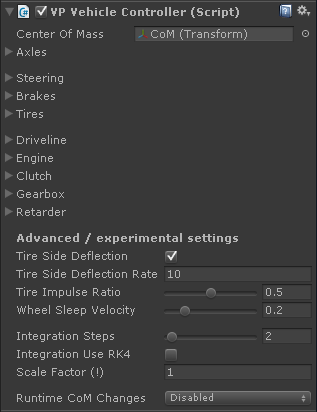 VP Vehicle Controller (Script)
Center Of Mass CoM (Transform)
Axles
Steering
Brakes
Tires
Driveline
Engine
Clutch
Gearbox
Retarder
Advanced / experimental settings
Tire Side Deflection
Tire Side Deflection Rate 10
Tire Impulse Ratio 0.5
Wheel Sleep Velocity 0.2
Integration Steps 2
Integration Use RK4
Scale Factor (!) 1
Runtime CoM Changes Disabled